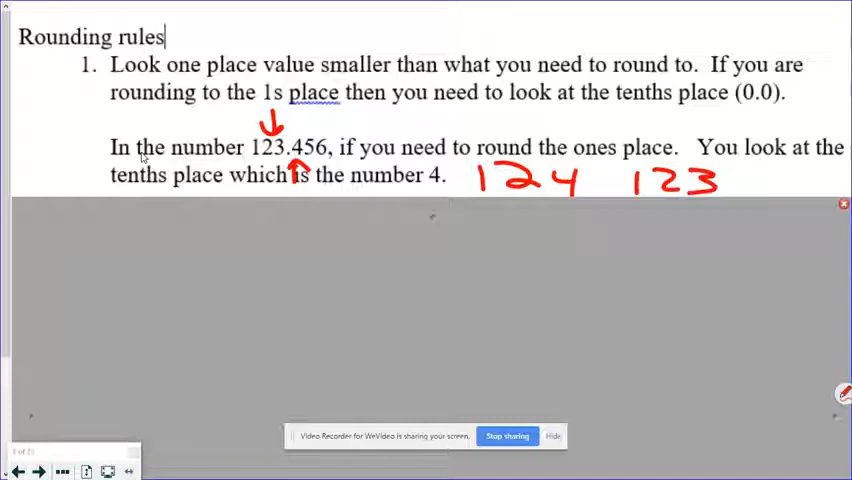 Rounding rules
1. Look one place value smaller than what you need to round to. If you are
rounding to the 1s place then you need to look at the tenths place (0.0).
In the number 123.456, if you need to round the ones place. You look at the
tenths place which is the number 4. 124 123
Video Recorder for WeVideo is sharing your screen. Stop sharing Hide